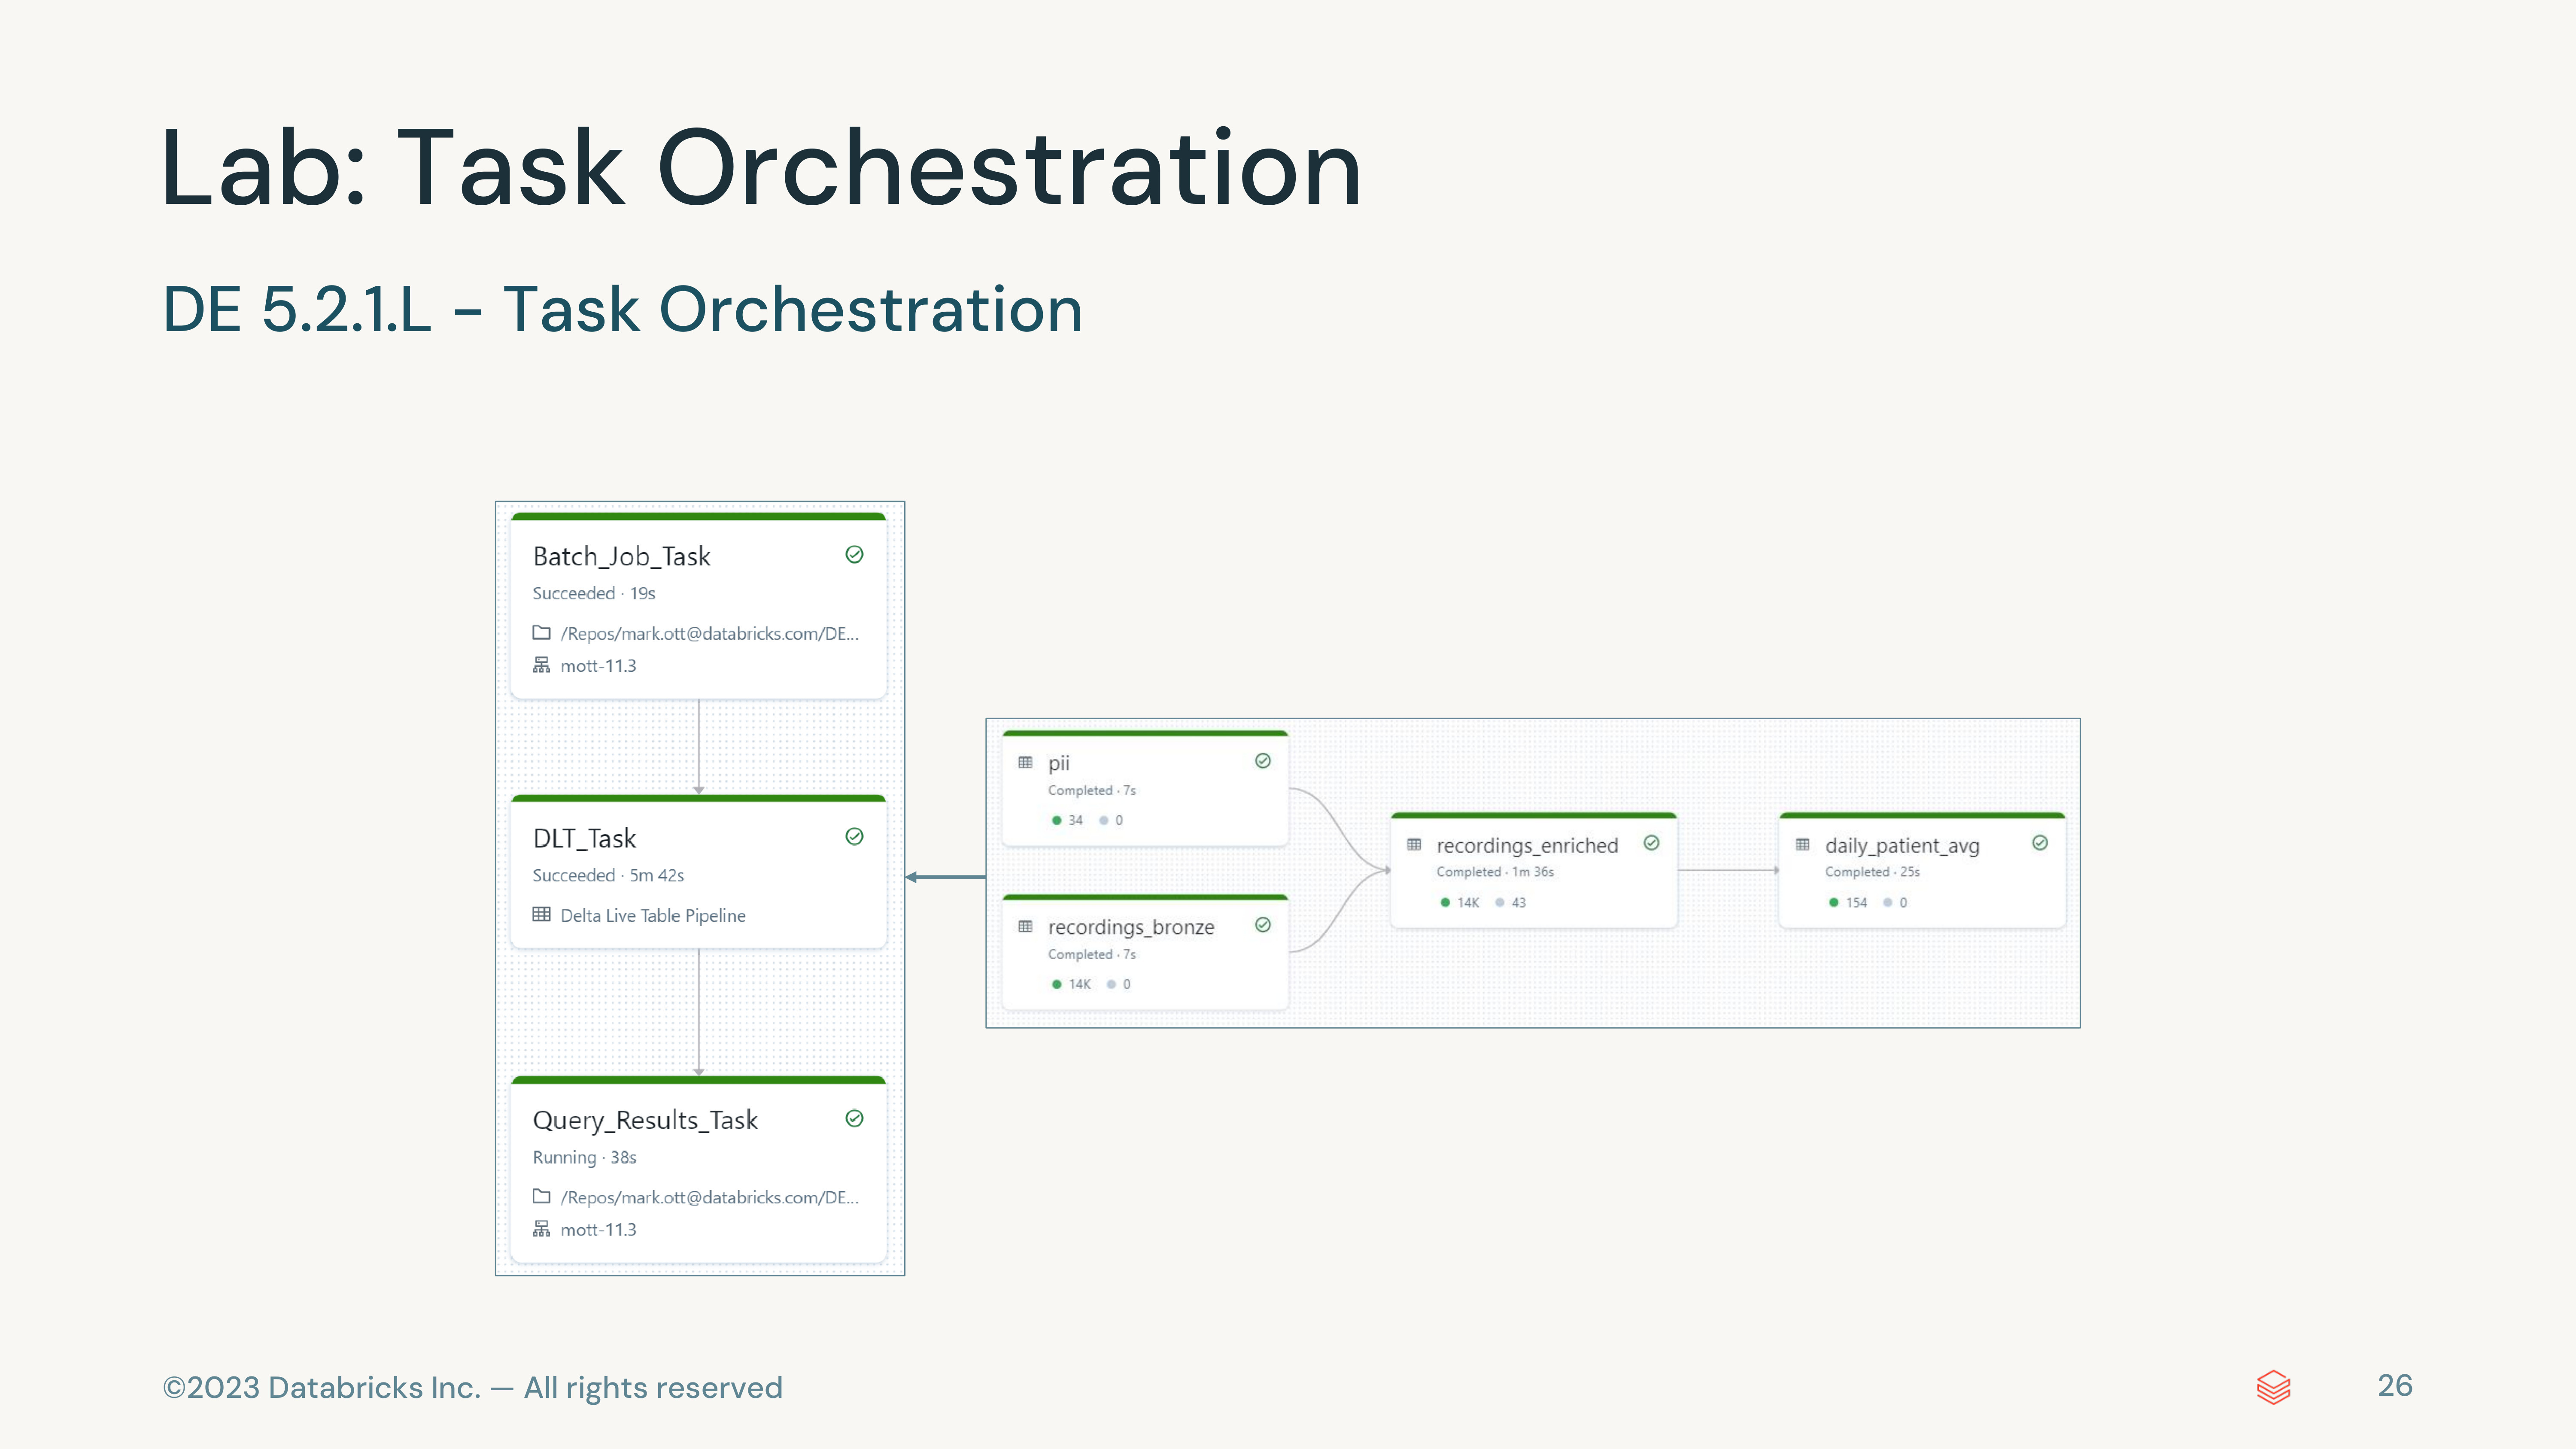 Lab: Task Orchestration
DE 5.2.1.L - Task Orchestration
Batch_Job_Task
Succeeded · 19s
/Repos/mark.ott@databricks.com/DE...
mott-11.3
DLT_Task
Succeeded · 5m 42s
Delta Live Table Pipeline
Query_Results_Task
Running · 38s
/Repos/mark.ott@databricks.com/DE...
mott-11.3
pii
Completed · 7s
34 0
recordings_bronze
Completed · 7s
14K 0
recordings_enriched
Completed · 1m 36s
14K 43
daily_patient_avg
Completed · 25s
154 0
©2023 Databricks Inc. — All rights reserved
26